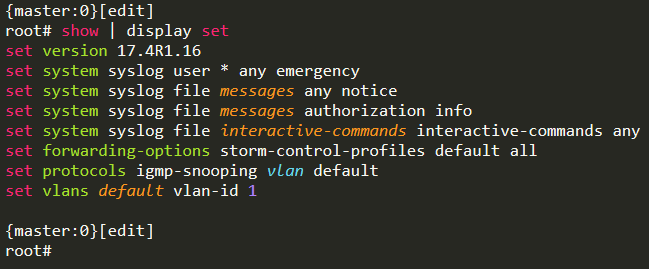 {master:0}[edit]
root# show | display set
set version 17.4R1.16
set system syslog user * any emergency
set system syslog file messages any notice
set system syslog file messages authorization info
set system syslog file interactive-commands interactive-commands any
set forwarding-options storm-control-profiles default all
set protocols igmp-snooping vlan default
set vlans default vlan-id 1
{master:0}[edit]
root#